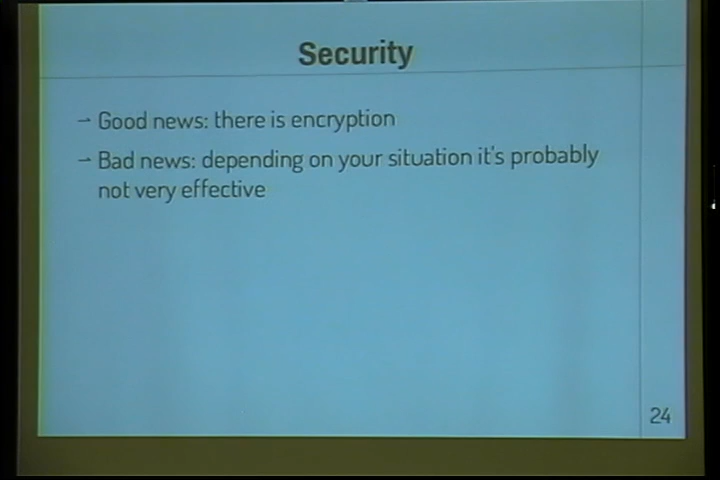 Security
→ Good news: there is encryption
→ Bad news: depending on your situation it's probably
not very effective
24